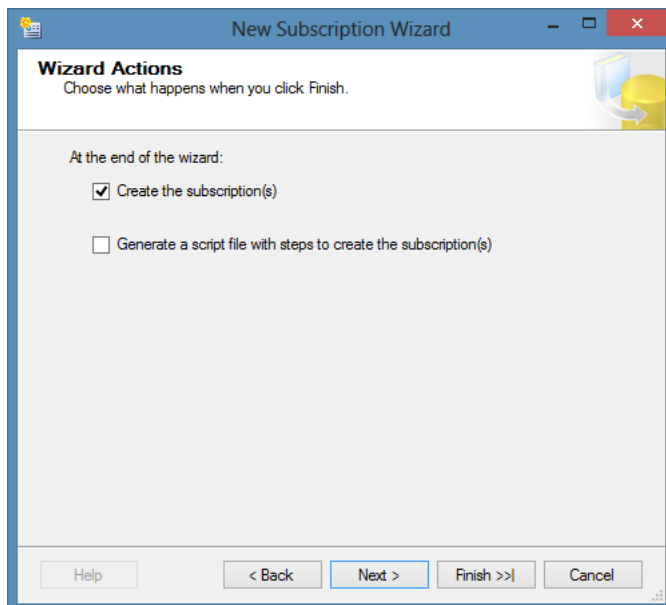 New Subscription Wizard
Wizard Actions
Choose what happens when you click Finish.
At the end of the wizard:
Create the subscription(s)
Generate a script file with steps to create the subscription(s)
Help
< Back
Next >
Finish >>|
Cancel